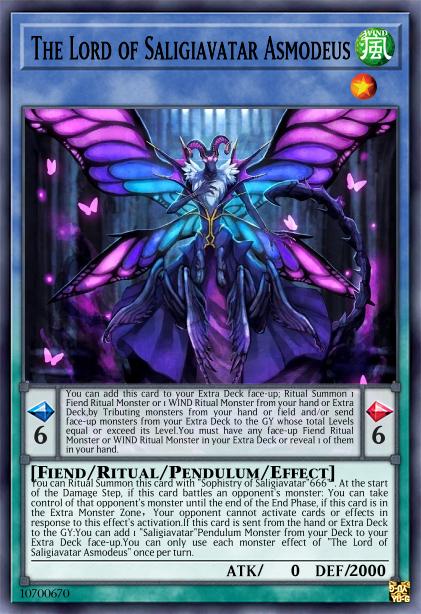 THE LORD OF SALIGIAVATAR ASMODEUS
WIND
風
You can add this card to your Extra Deck face-up; Ritual Summon 1
Fiend Ritual Monster or 1 WIND Ritual Monster from your hand or Extra
Deck,by Tributing monsters from your hand or field and/or send
face-up monsters from your Extra Deck to the GY whose total Levels
equal or exceed its Level.You must have any face-up Fiend Ritual
Monster or WIND Ritual Monster in your Extra Deck or reveal 1 of them
in your hand.
6
6
[FIEND/RITUAL/PENDULUM/EFFECT]
You can Ritual Summon this card with"Sophistry of Saligiavatar"666". At the start
of the Damage Step, if this card battles an opponent's monster: You can take
control of that opponent's monster until the end of the End Phase, if this card is in
the Extra Monster Zone，Your opponent cannot activate cards or effects in
response to this effect's activation.If this card is sent from the hand or Extra Deck
to the GY:You can add 1 "Saligiavatar"Pendulum Monster from your Deck to your
Extra Deck face-up.You can only use each monster effect of "The Lord of
Saligiavatar Asmodeus" once per turn.
ATK/ 0 DEF/2000
10700670